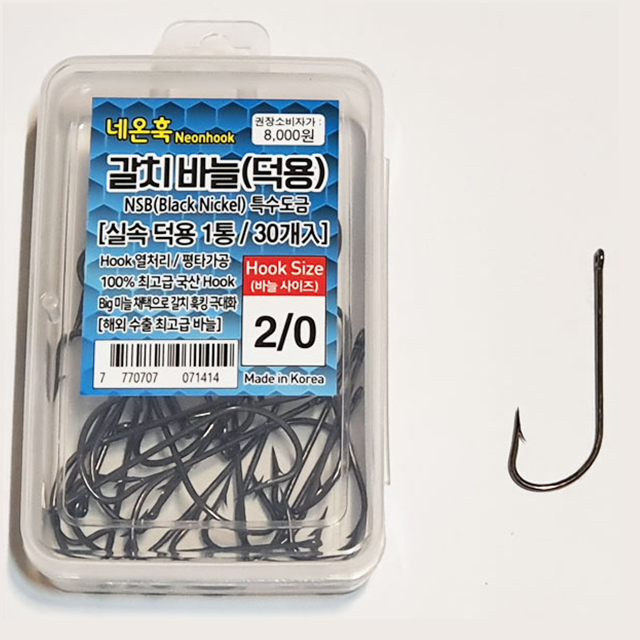 네온훅 Neonhook
권장소비자가 :
8,000원
갈치 바늘(덕용)
NSB(Black Nickel) 특수도금
[실속 덕용 1통 / 30개入]
Hook 열처리 / 평타가공
100% 최고급 국산 Hook
Big 미늘 채택으로 갈치 훅킹 극대화
[해외 수출 최고급 바늘]
Hook Size
(바늘 사이즈)
2/0
7 770707 071414
Made in Korea